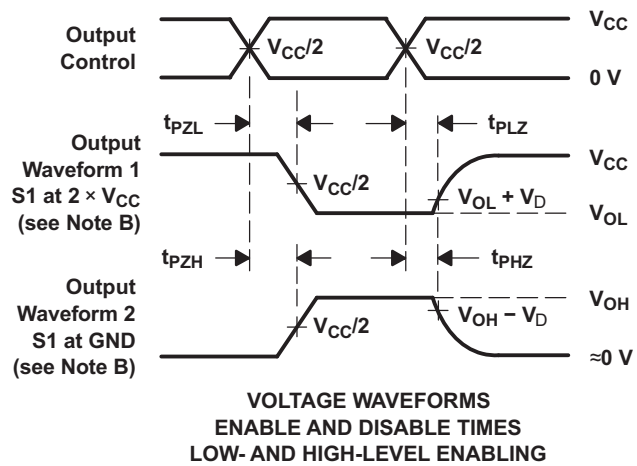 Output
Control
V_CC/2
V_CC/2
V_CC
0 V
t_PZL
t_PLZ
Output
Waveform 1
S1 at 2 × V_CC
(see Note B)
V_CC/2
V_OL + V_D
V_CC
V_OL
t_PZH
t_PHZ
Output
Waveform 2
S1 at GND
(see Note B)
V_CC/2
V_OH − V_D
V_OH
≈0 V
VOLTAGE WAVEFORMS
ENABLE AND DISABLE TIMES
LOW- AND HIGH-LEVEL ENABLING